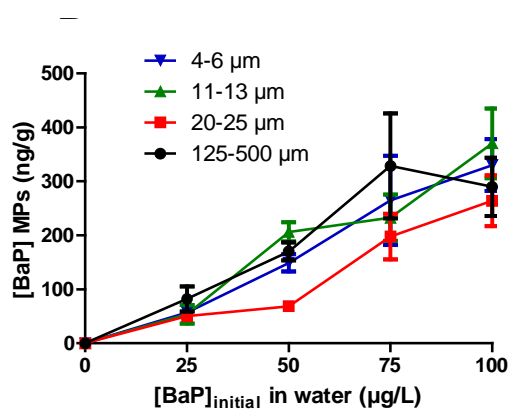 4-6 µm
11-13 µm
20-25 µm
125-500 µm
[BaP] MPs (ng/g)
500
400
300
200
100
0
0 25 50 75 100
[BaP]initial in water (µg/L)